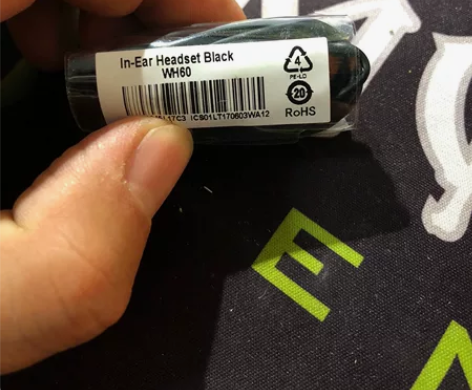 In-Ear Headset Black
WH60
4
PE-LD
20
RoHS
ICS01LT170603WA12
E